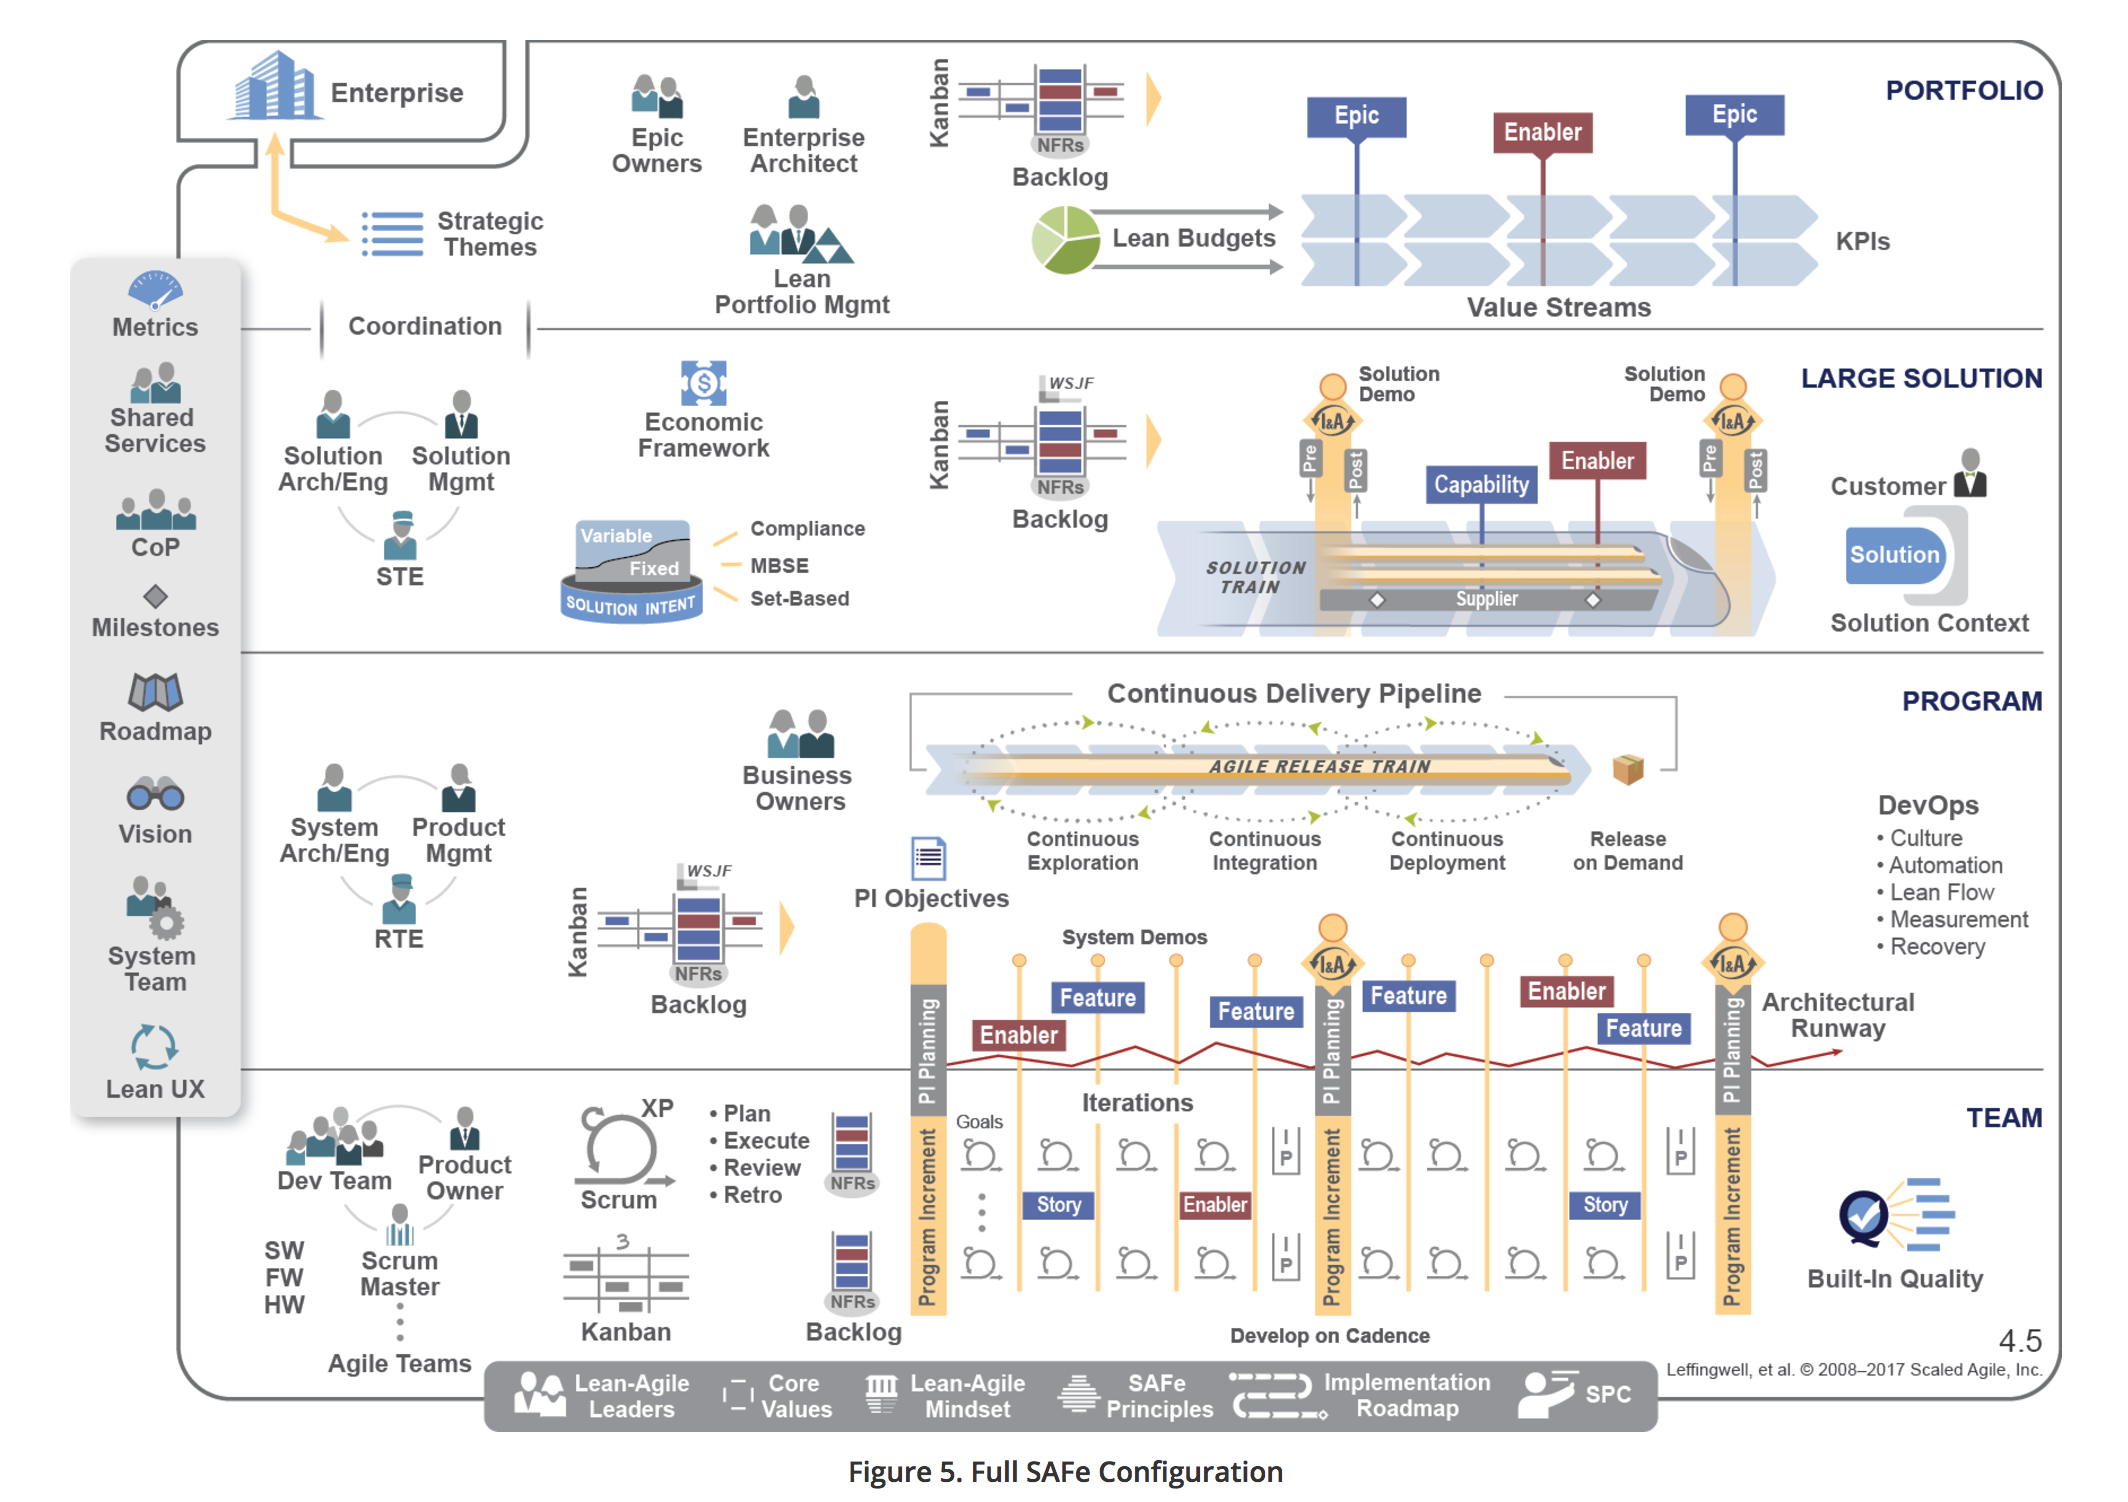 Enterprise
Strategic
Themes
Epic
Owners
Enterprise
Architect
Lean
Portfolio Mgmt
Kanban
NFRs
Backlog
Lean Budgets
Epic
Enabler
Epic
KPIs
Value Streams
PORTFOLIO
Metrics
Shared
Services
CoP
Milestones
Roadmap
Vision
System
Team
Lean UX
Coordination
Solution
Arch/Eng
Solution
Mgmt
STE
Economic
Framework
Variable
Fixed
SOLUTION INTENT
Compliance
MBSE
Set-Based
Kanban
WSJF
NFRs
Backlog
Solution
Demo
I&A
Pre
Post
Capability
Enabler
Solution
Demo
I&A
Pre
Post
SOLUTION
TRAIN
Supplier
LARGE SOLUTION
Customer
Solution
Solution Context
PROGRAM
System
Arch/Eng
Product
Mgmt
RTE
Business
Owners
Continuous Delivery Pipeline
AGILE RELEASE TRAIN
Continuous
Exploration
Continuous
Integration
Continuous
Deployment
Release
on Demand
DevOps
• Culture
• Automation
• Lean Flow
• Measurement
• Recovery
Kanban
WSJF
NFRs
Backlog
PI Objectives
System Demos
I&A
I&A
PI Planning
Enabler
Feature
Feature
PI Planning
Feature
Enabler
Feature
PI Planning
Architectural
Runway
TEAM
Dev Team
Product
Owner
Scrum
Master
SW
FW
HW
Agile Teams
XP
Scrum
• Plan
• Execute
• Review
• Retro
3
Kanban
NFRs
NFRs
Backlog
Program Increment
Goals
Iterations
Story
Enabler
I
P
I
P
Program Increment
Story
I
P
I
P
Program Increment
Develop on Cadence
Built-In Quality
4.5
Leffingwell, et al. © 2008–2017 Scaled Agile, Inc.
Lean-Agile
Leaders
Core
Values
Lean-Agile
Mindset
SAFe
Principles
Implementation
Roadmap
SPC
Figure 5. Full SAFe Configuration